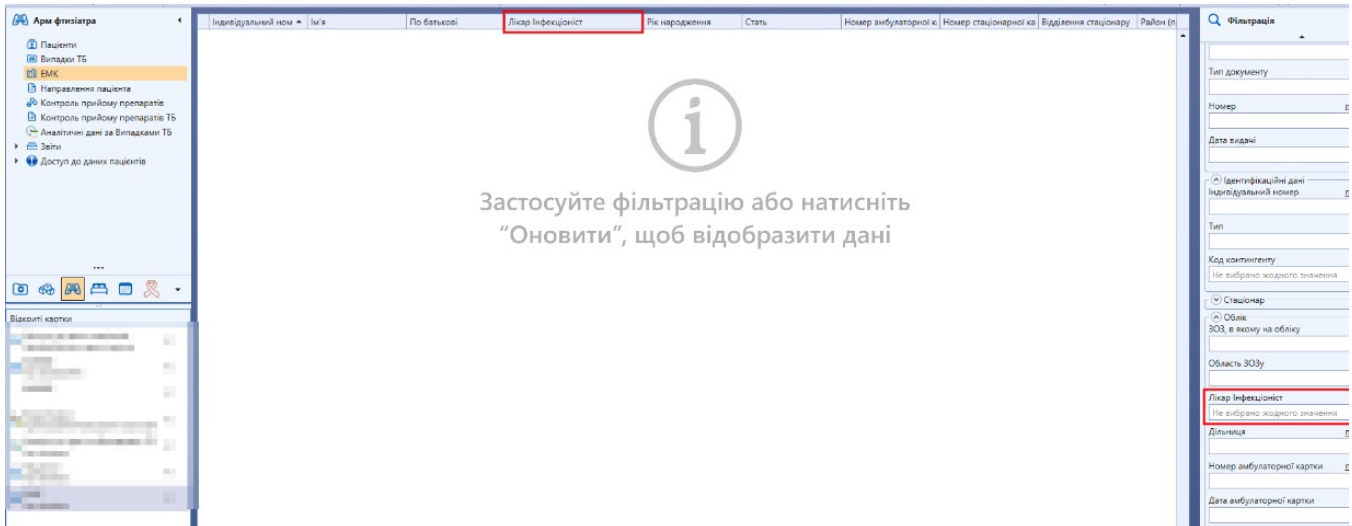 Арм фтизіатра
Пацієнти
Випадки ТБ
ЕМК
Направлення пацієнта
Контроль прийому препаратів
Контроль прийому препаратів ТБ
Аналітичні дані за Випадками ТБ
Звіти
Доступ до даних пацієнтів
Відкриті картки
Індивідуальний ном Ім'я По батькові Лікар Інфекціоніст Рік народження Стать Номер амбулаторної к Номер стаціонарної ка Відділення стаціонару Район (п
Застосуйте фільтрацію або натисніть
“Оновити”, щоб відобразити дані
Фільтрація
Тип документу
Номер
Дата видачі
Ідентифікаційні дані
Індивідуальний номер
Тип
Код контингенту
Не вибрано жодного значення
Стаціонар
Облік
ЗОЗ, в якому на обліку
Область ЗОЗу
Лікар Інфекціоніст
Не вибрано жодного значення
Дільниця
Номер амбулаторної картки
Дата амбулаторної картки